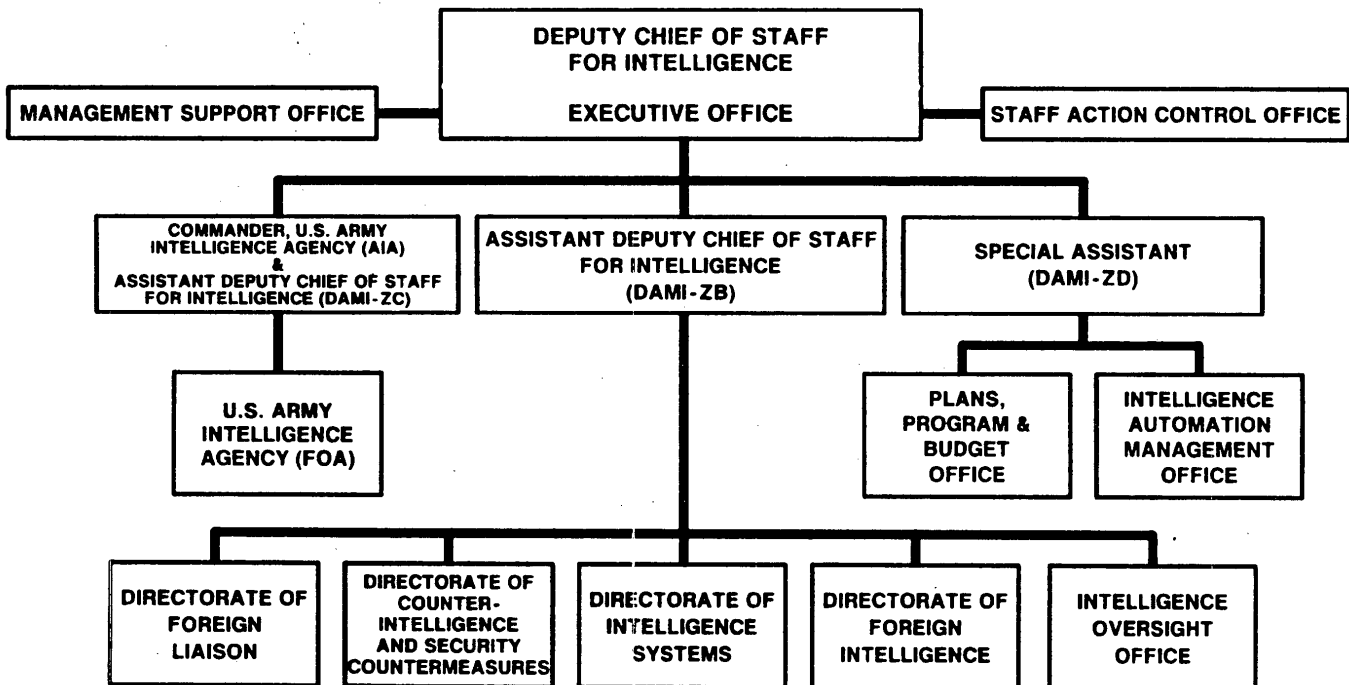 DEPUTY CHIEF OF STAFF
FOR INTELLIGENCE
EXECUTIVE OFFICE
MANAGEMENT SUPPORT OFFICE
STAFF ACTION CONTROL OFFICE
COMMANDER, U.S. ARMY
INTELLIGENCE AGENCY (AIA)
&
ASSISTANT DEPUTY CHIEF OF STAFF
FOR INTELLIGENCE (DAMI-ZC)
ASSISTANT DEPUTY CHIEF OF STAFF
FOR INTELLIGENCE
(DAMI-ZB)
SPECIAL ASSISTANT
(DAMI-ZD)
U.S. ARMY
INTELLIGENCE
AGENCY (FOA)
PLANS,
PROGRAM &
BUDGET
OFFICE
INTELLIGENCE
AUTOMATION
MANAGEMENT
OFFICE
DIRECTORATE OF
FOREIGN
LIAISON
DIRECTORATE OF
COUNTER-
INTELLIGENCE
AND SECURITY
COUNTERMEASURES
DIRECTORATE OF
INTELLIGENCE
SYSTEMS
DIRECTORATE OF
FOREIGN
INTELLIGENCE
INTELLIGENCE
OVERSIGHT
OFFICE